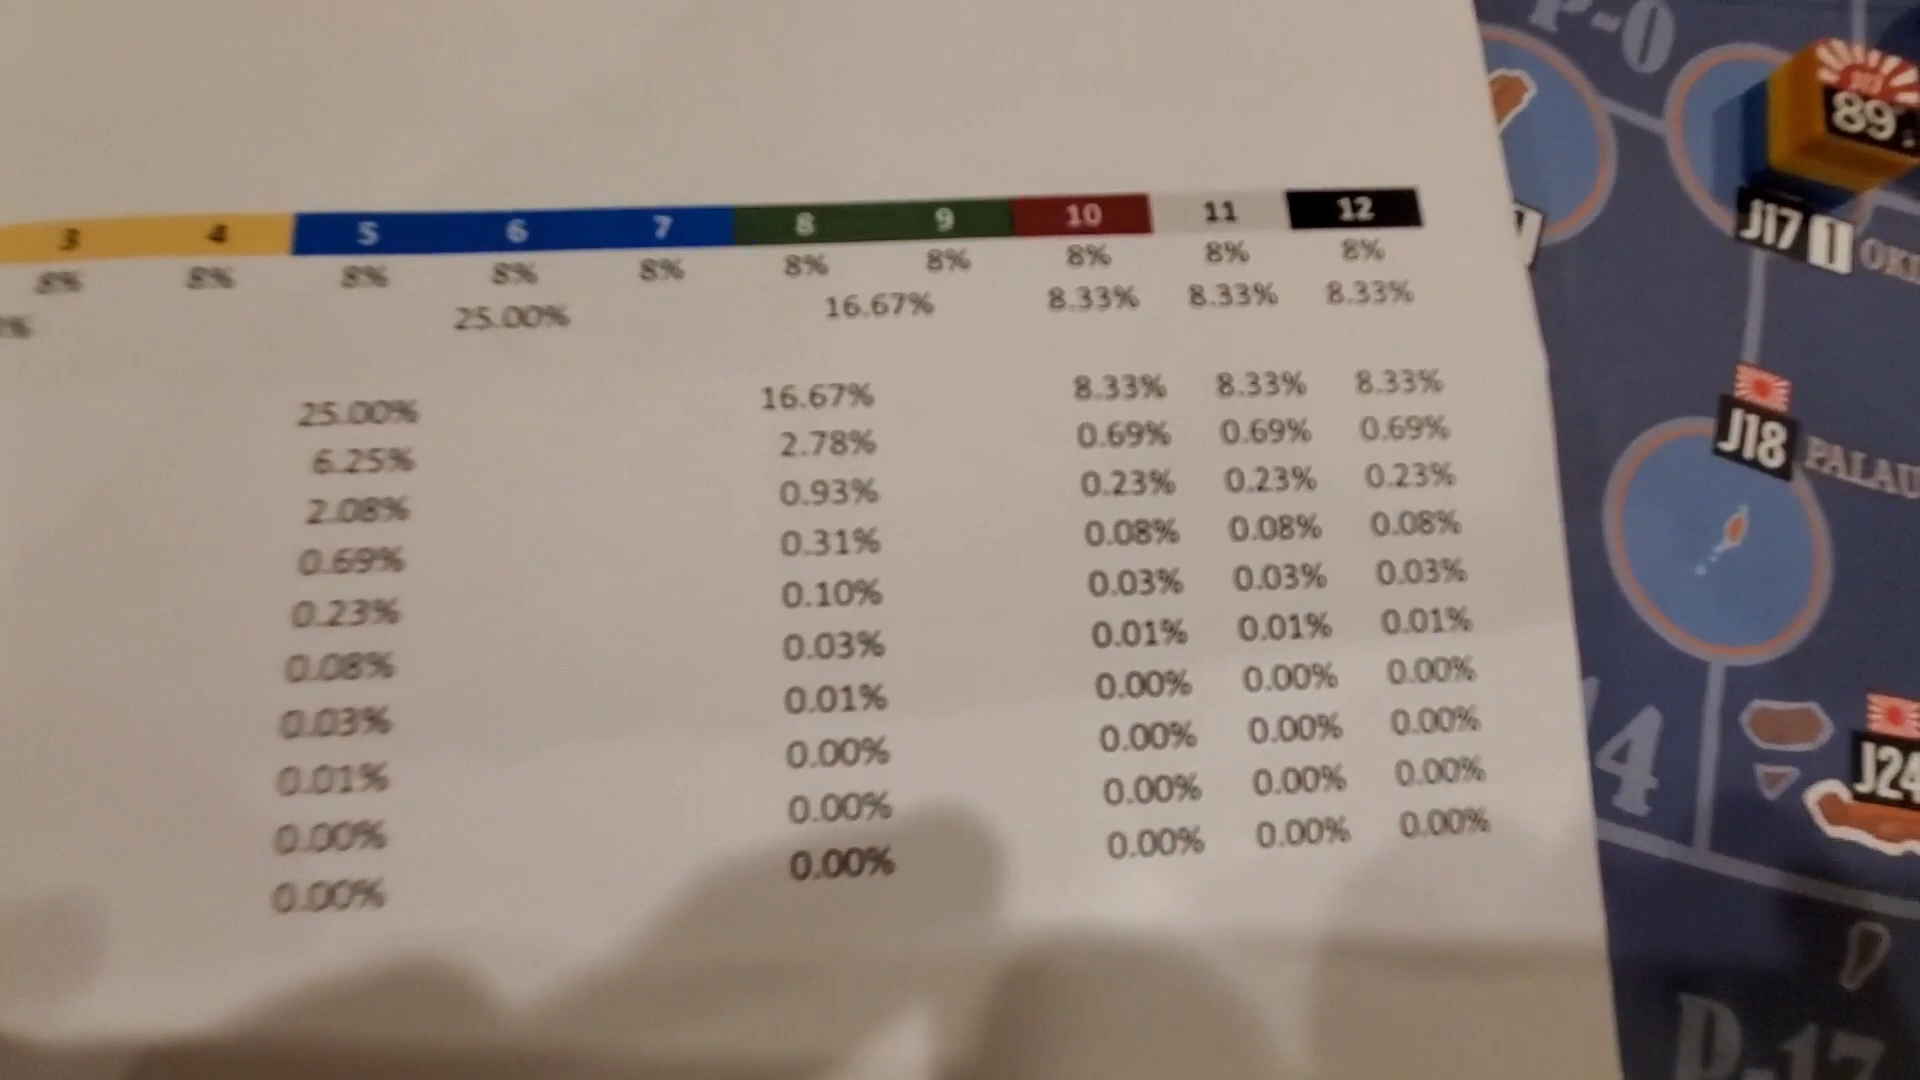 3 4 5 6 7 8 9 10 11 12
8% 8% 8% 8% 8% 8% 8% 8% 8% 8%
25.00% 16.67% 8.33% 8.33% 8.33%
25.00% 16.67% 8.33% 8.33% 8.33%
6.25% 2.78% 0.69% 0.69% 0.69%
2.08% 0.93% 0.23% 0.23% 0.23%
0.69% 0.31% 0.08% 0.08% 0.08%
0.23% 0.10% 0.03% 0.03% 0.03%
0.08% 0.03% 0.01% 0.01% 0.01%
0.03% 0.01% 0.00% 0.00% 0.00%
0.01% 0.00% 0.00% 0.00% 0.00%
0.00% 0.00% 0.00% 0.00% 0.00%
0.00% 0.00% 0.00% 0.00% 0.00%
P-0
89
J17 1
J18 PALAU
4
J24
P-17